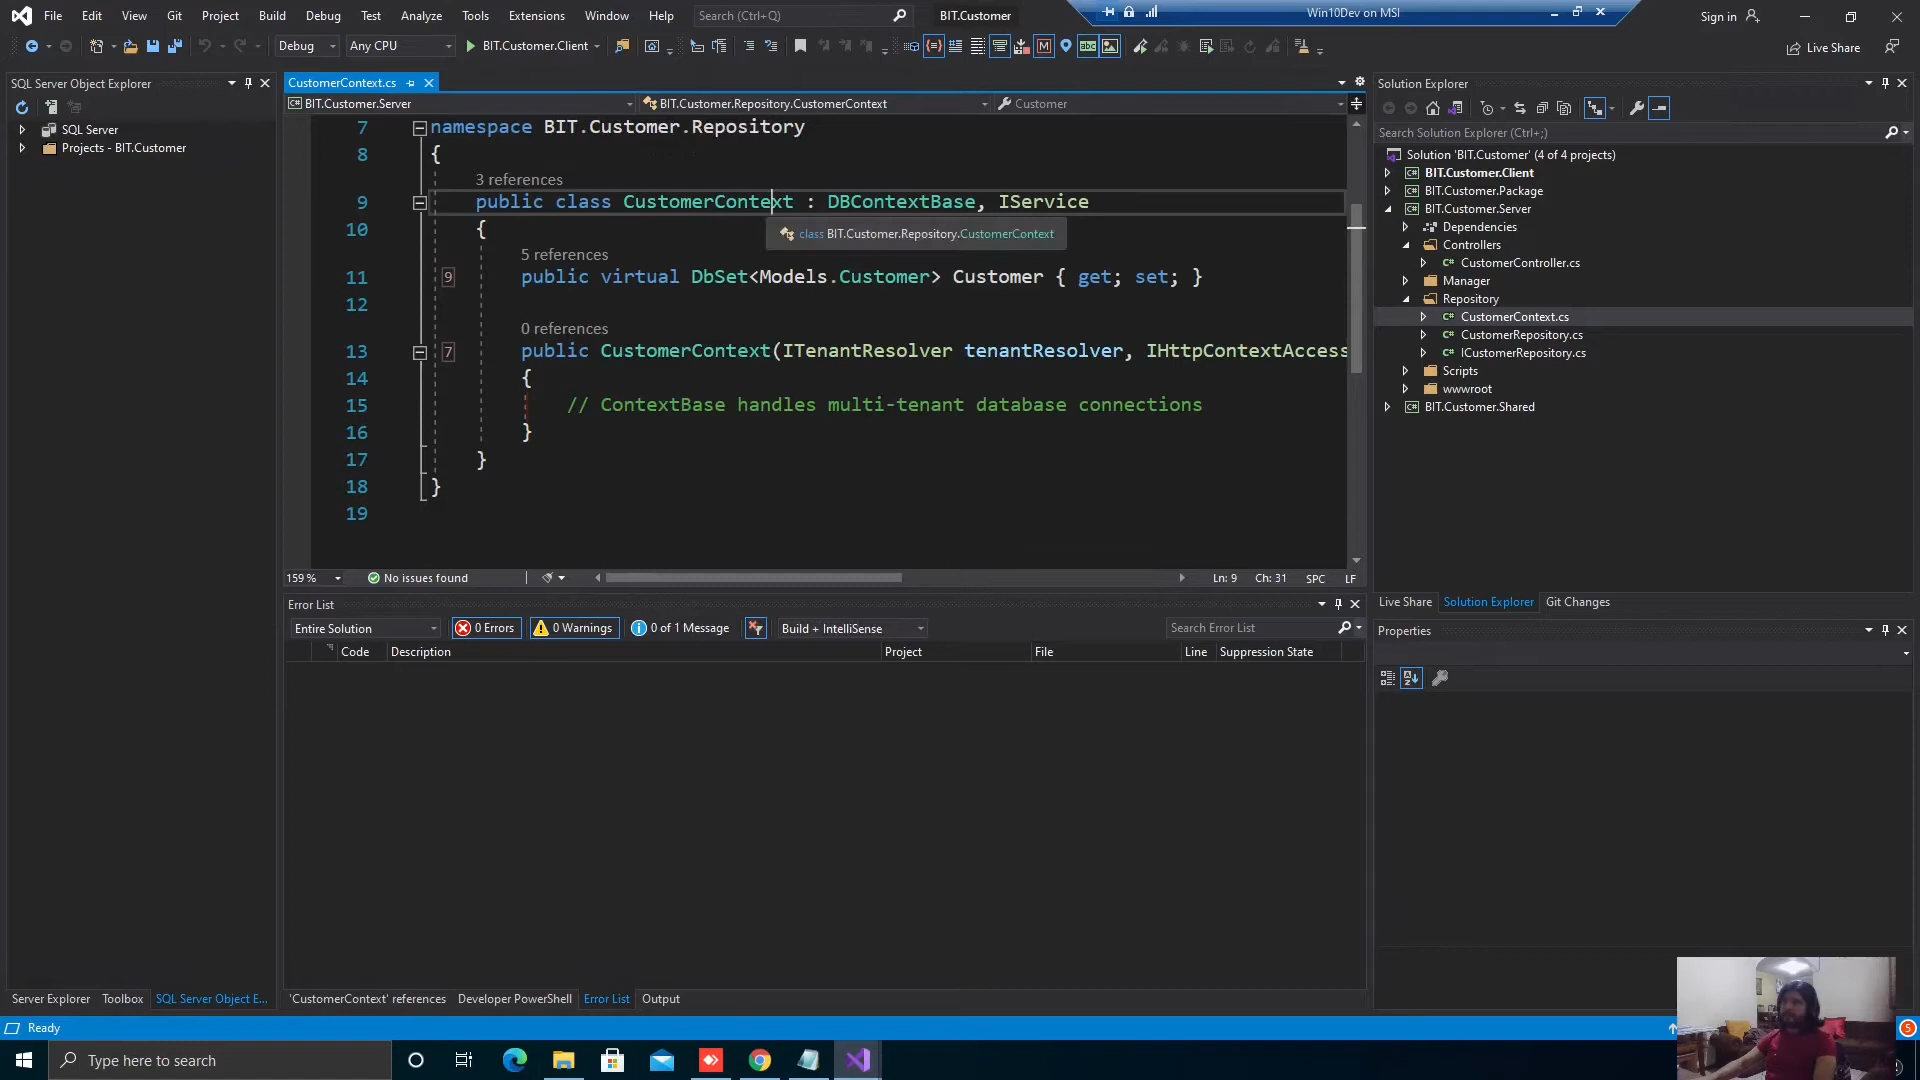 File Edit View Git Project Build Debug Test Analyze Tools Extensions Window Help Search (Ctrl+Q) BIT.Customer Win10Dev on MSI Sign in
Debug Any CPU BIT.Customer.Client Live Share
SQL Server Object Explorer
SQL Server
Projects - BIT.Customer
CustomerContext.cs
BIT.Customer.Server BIT.Customer.Repository.CustomerContext Customer
7 namespace BIT.Customer.Repository
8 {
3 references
9 public class CustomerContext : DBContextBase, IService
10 {
class BIT.Customer.Repository.CustomerContext
5 references
11 9 public virtual DbSet<Models.Customer> Customer { get; set; }
12
0 references
13 7 public CustomerContext(ITenantResolver tenantResolver, IHttpContextAccess
14 {
15 // ContextBase handles multi-tenant database connections
16 }
17 }
18 }
19
159 % No issues found Ln: 9 Ch: 31 SPC LF
Error List
Entire Solution 0 Errors 0 Warnings 0 of 1 Message Build + IntelliSense Search Error List
Code Description Project File Line Suppression State
Server Explorer Toolbox SQL Server Object E... 'CustomerContext' references Developer PowerShell Error List Output
Solution Explorer
Search Solution Explorer (Ctrl+;)
Solution 'BIT.Customer' (4 of 4 projects)
BIT.Customer.Client
BIT.Customer.Package
BIT.Customer.Server
Dependencies
Controllers
CustomerController.cs
Manager
Repository
CustomerContext.cs
CustomerRepository.cs
ICustomerRepository.cs
Scripts
wwwroot
BIT.Customer.Shared
Live Share Solution Explorer Git Changes
Properties
Ready 5
Type here to search